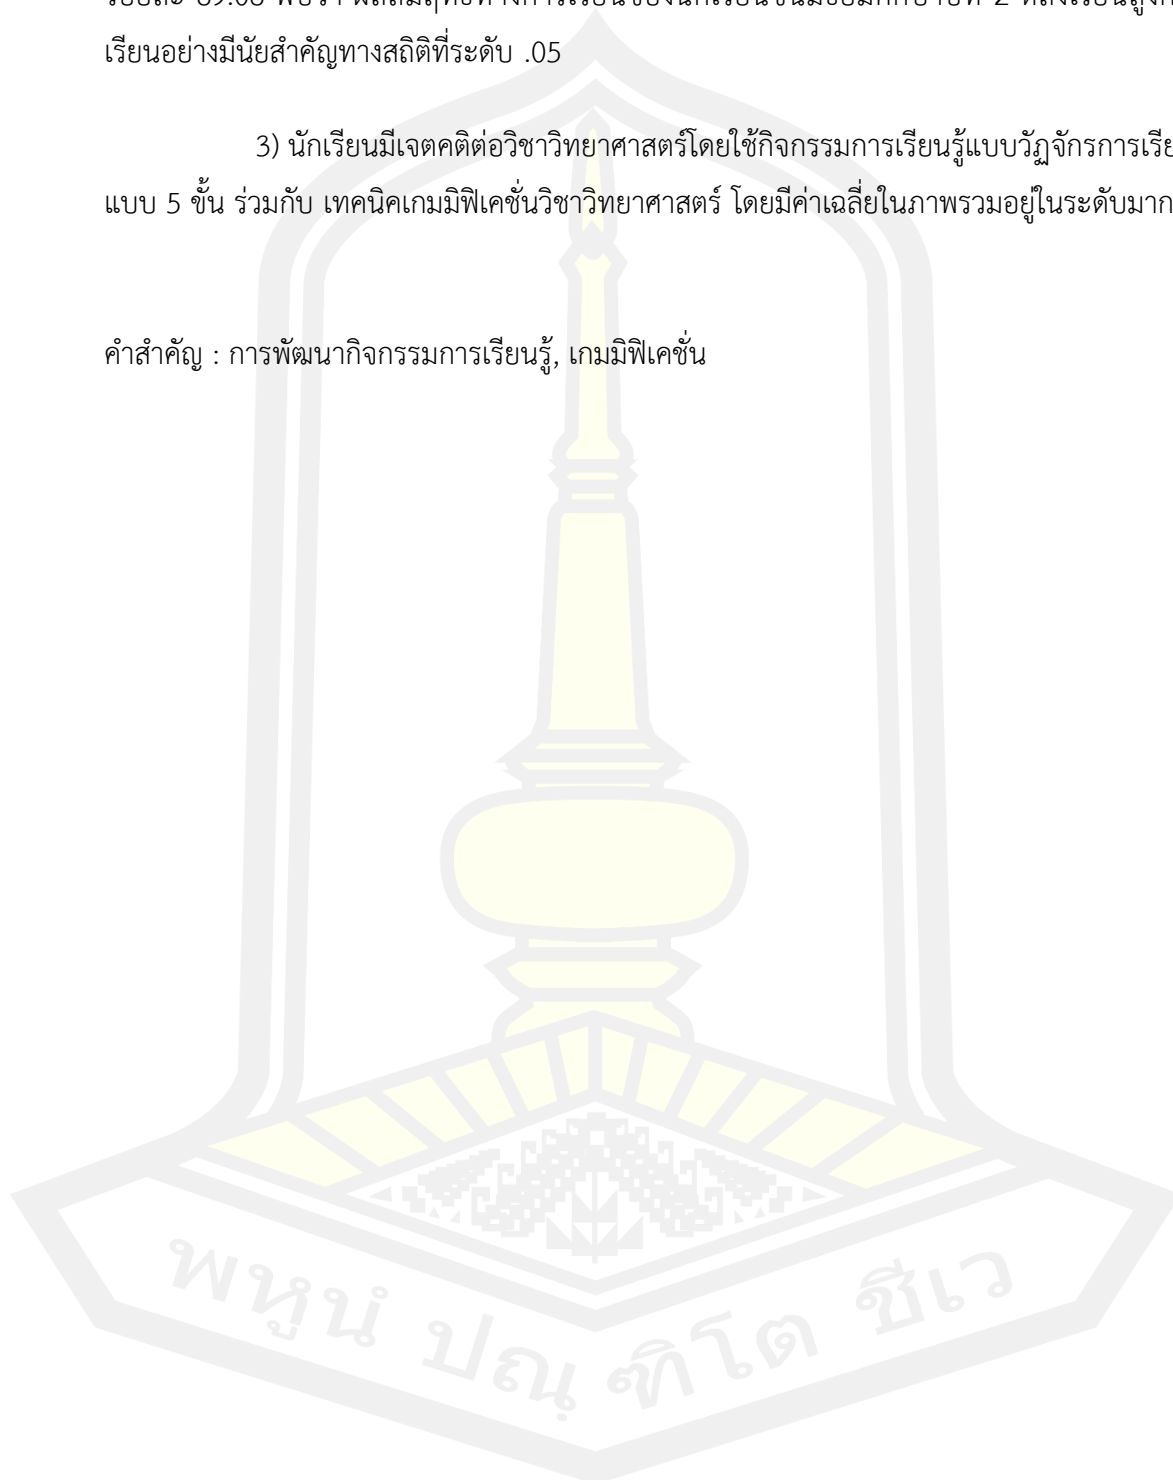 เรียนอย่างมีนัยสำคัญทางสถิติที่ระดับ .05
3) นักเรียนมีเจตคติต่อวิชาวิทยาศาสตร์โดยใช้กิจกรรมการเรียนรู้แบบวัฏจักรการเรีย
แบบ 5 ขั้น ร่วมกับ เทคนิคเกมมิฟิเคชั่นวิชาวิทยาศาสตร์ โดยมีค่าเฉลี่ยในภาพรวมอยู่ในระดับมาก
คำสำคัญ : การพัฒนากิจกรรมการเรียนรู้, เกมมิฟิเคชั่น
พหูนํ ปณฺฑิโต ชีเว